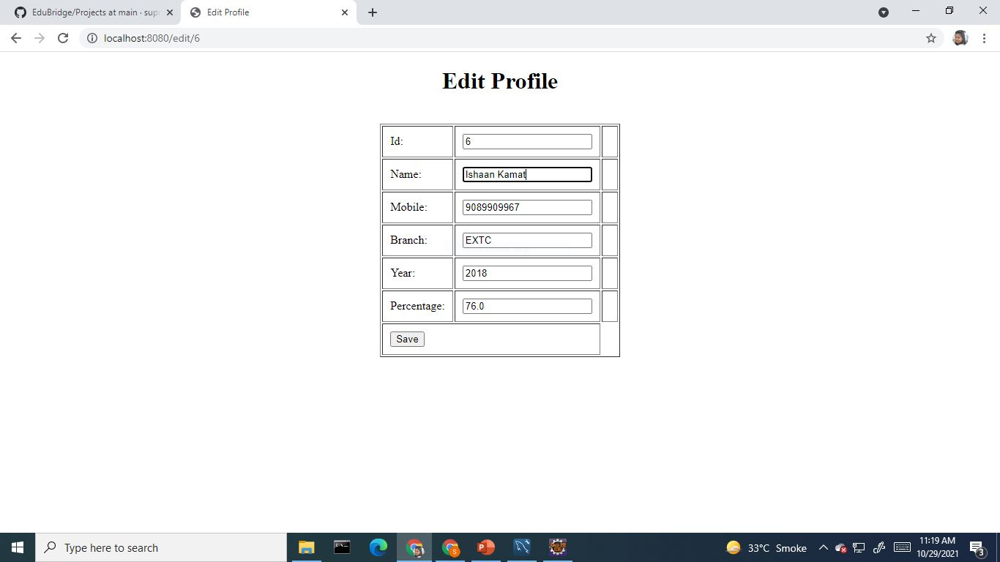 EduBridge/Projects at main · sup
Edit Profile
localhost:8080/edit/6
Edit Profile
Id: 6
Name: Ishaan Kamat
Mobile: 9089909967
Branch: EXTC
Year: 2018
Percentage: 76.0
Save
Type here to search
33°C Smoke
11:19 AM
10/29/2021
3